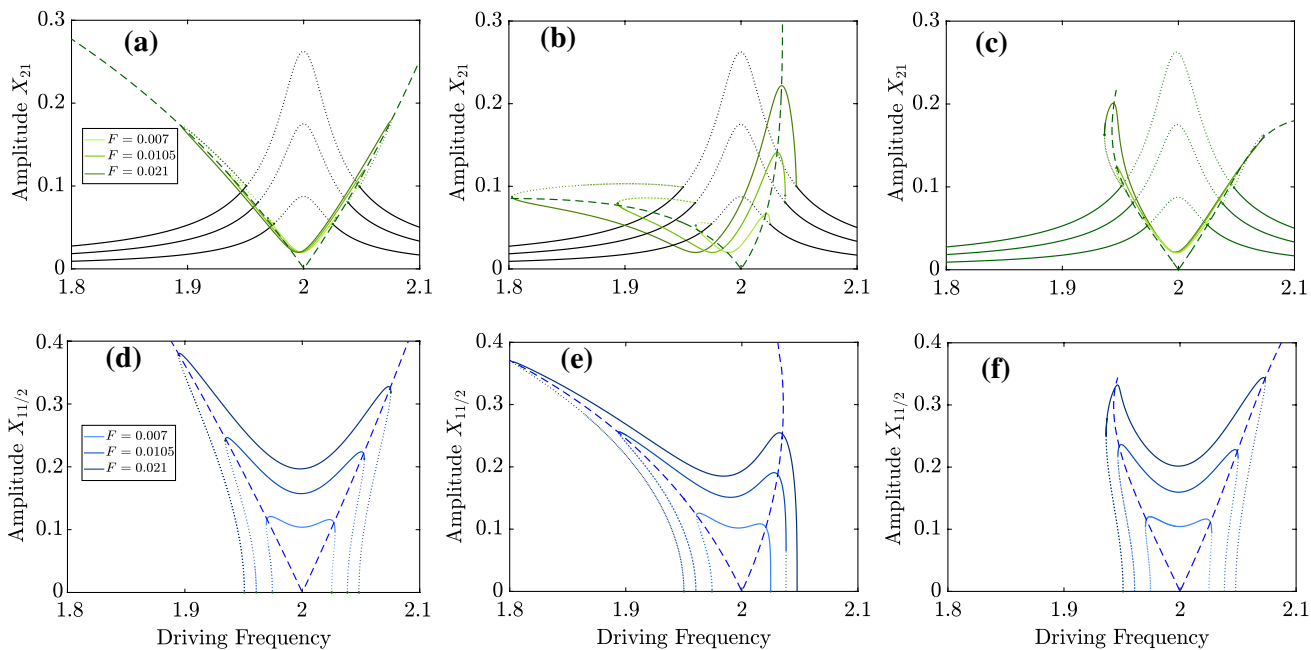 (a)
Amplitude X21
0.3
0.2
0.1
0
F = 0.007
F = 0.0105
F = 0.021
1.8 1.9 2 2.1
(b)
Amplitude X21
0.3
0.2
0.1
0
1.8 1.9 2 2.1
(c)
Amplitude X21
0.3
0.2
0.1
0
1.8 1.9 2 2.1
(d)
Amplitude X11/2
0.4
0.3
0.2
0.1
0
F = 0.007
F = 0.0105
F = 0.021
1.8 1.9 2 2.1
Driving Frequency
(e)
Amplitude X11/2
0.4
0.3
0.2
0.1
0
1.8 1.9 2 2.1
Driving Frequency
(f)
Amplitude X11/2
0.4
0.3
0.2
0.1
0
1.8 1.9 2 2.1
Driving Frequency